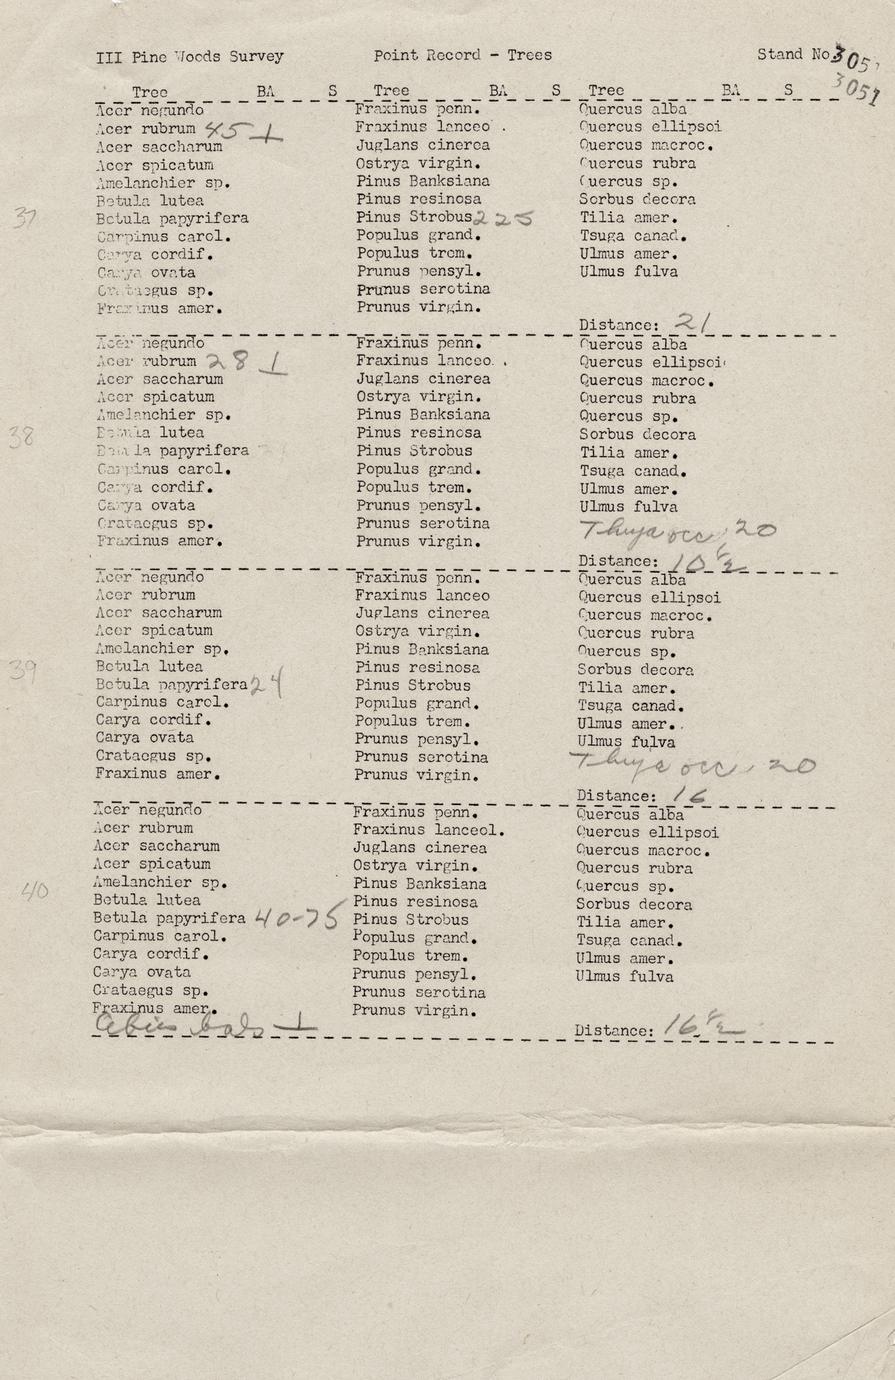 III Pine Woods Survey Point Record - Trees Stand No. 3051
3051
Tree BA S Tree BA S Tree BA S
Acer negundo Fraxinus penn. Quercus alba
Acer rubrum 45 1 Fraxinus lanceo . Quercus ellipsoi
Acer saccharum Juglans cinerea Quercus macroc.
Acer spicatum Ostrya virgin. Quercus rubra
Amelanchier sp. Pinus Banksiana Quercus sp.
Betula lutea Pinus resinosa Sorbus decora
37 Betula papyrifera Pinus Strobus 225 Tilia amer.
Carpinus carol. Populus grand. Tsuga canad.
Carya cordif. Populus trem. Ulmus amer.
Carya ovata Prunus pensyl. Ulmus fulva
Crataegus sp. Prunus serotina
Fraxinus amer. Prunus virgin.
Distance: 21
Acer negundo Fraxinus penn. Quercus alba
Acer rubrum 28 1 Fraxinus lanceo. . Quercus ellipsoi
Acer saccharum Juglans cinerea Quercus macroc.
Acer spicatum Ostrya virgin. Quercus rubra
Amelanchier sp. Pinus Banksiana Quercus sp.
38 Betula lutea Pinus resinosa Sorbus decora
Betula papyrifera Pinus Strobus Tilia amer.
Carpinus carol. Populus grand. Tsuga canad.
Carya cordif. Populus trem. Ulmus amer.
Carya ovata Prunus pensyl. Ulmus fulva
Crataegus sp. Prunus serotina Thuja occ. 20
Fraxinus amer. Prunus virgin.
Distance: 10 1/2
Acer negundo Fraxinus penn. Quercus alba
Acer rubrum Fraxinus lanceo Quercus ellipsoi
Acer saccharum Juglans cinerea Quercus macroc.
Acer spicatum Ostrya virgin. Quercus rubra
Amelanchier sp. Pinus Banksiana Quercus sp.
39 Betula lutea Pinus resinosa Sorbus decora
Betula papyrifera 24 Pinus Strobus Tilia amer.
Carpinus carol. Populus grand. Tsuga canad.
Carya cordif. Populus trem. Ulmus amer. .
Carya ovata Prunus pensyl. Ulmus fulva
Crataegus sp. Prunus serotina Thuja occ. 20
Fraxinus amer. Prunus virgin.
Distance: 16
Acer negundo Fraxinus penn. Quercus alba
Acer rubrum Fraxinus lanceol. Quercus ellipsoi
Acer saccharum Juglans cinerea Quercus macroc.
Acer spicatum Ostrya virgin. Quercus rubra
40 Amelanchier sp. Pinus Banksiana Quercus sp.
Betula lutea Pinus resinosa Sorbus decora
Betula papyrifera 40-75 Pinus Strobus Tilia amer.
Carpinus carol. Populus grand. Tsuga canad.
Carya cordif. Populus trem. Ulmus amer.
Carya ovata Prunus pensyl. Ulmus fulva
Crataegus sp. Prunus serotina
Fraxinus amer. Prunus virgin.
Abies bals 1 Distance: 16 1/2